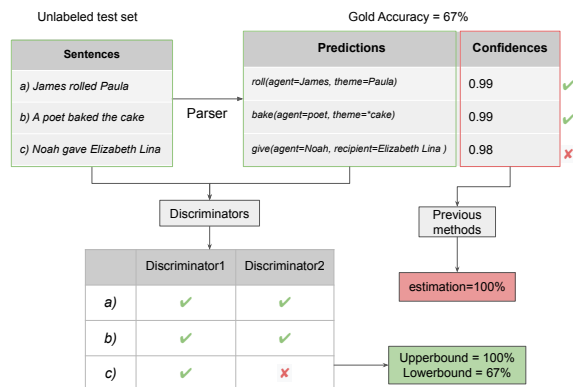 Unlabeled test set
Gold Accuracy = 67%
Sentences
a) James rolled Paula
b) A poet baked the cake
c) Noah gave Elizabeth Lina
Parser
Predictions
Confidences
roll(agent=James, theme=Paula)
0.99
bake(agent=poet, theme=*cake)
0.99
give(agent=Noah, recipient=Elizabeth Lina )
0.98
Discriminators
Previous
methods
Discriminator1
Discriminator2
a)
b)
c)
estimation=100%
Upperbound = 100%
Lowerbound = 67%